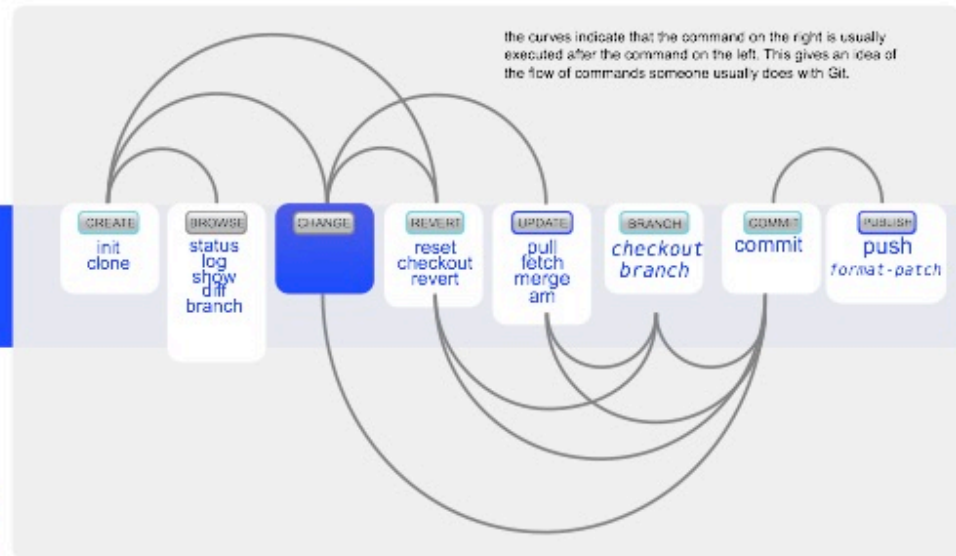 the curves indicate that the command on the right is usually
executed after the command on the left. This gives an idea of
the flow of commands someone usually does with Git.
CREATE
init
clone
BROWSE
status
log
show
diff
branch
CHANGE
REVERT
reset
checkout
revert
UPDATE
pull
fetch
merge
am
BRANCH
checkout
branch
COMMIT
commit
PUBLISH
push
format-patch